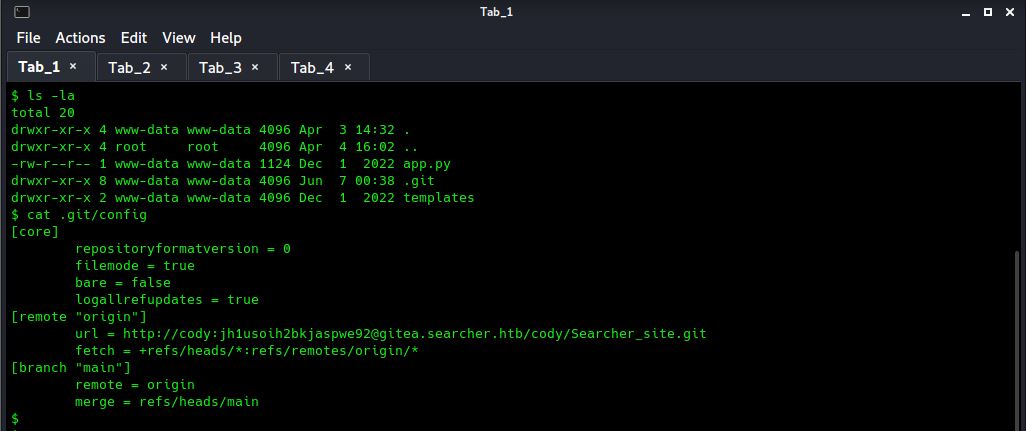 Tab_1
File Actions Edit View Help
Tab_1 × Tab_2 × Tab_3 × Tab_4 ×
$ ls -la
total 20
drwxr-xr-x 4 www-data www-data 4096 Apr  3 14:32 .
drwxr-xr-x 4 root     root     4096 Apr  4 16:02 ..
-rw-r--r-- 1 www-data www-data 1124 Dec  1  2022 app.py
drwxr-xr-x 8 www-data www-data 4096 Jun  7 00:38 .git
drwxr-xr-x 2 www-data www-data 4096 Dec  1  2022 templates
$ cat .git/config
[core]
        repositoryformatversion = 0
        filemode = true
        bare = false
        logallrefupdates = true
[remote "origin"]
        url = http://cody:jh1usoih2bkjaspwe92@gitea.searcher.htb/cody/Searcher_site.git
        fetch = +refs/heads/*:refs/remotes/origin/*
[branch "main"]
        remote = origin
        merge = refs/heads/main
$